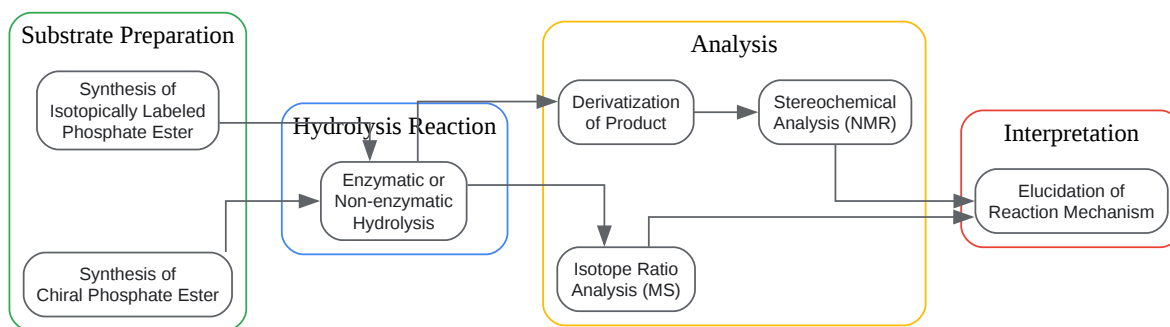 Substrate Preparation
Synthesis of
Isotopically Labeled
Phosphate Ester
Synthesis of
Chiral Phosphate Ester
Hydrolysis Reaction
Enzymatic or
Non-enzymatic
Hydrolysis
Analysis
Derivatization
of Product
Stereochemical
Analysis (NMR)
Isotope Ratio
Analysis (MS)
Interpretation
Elucidation of
Reaction Mechanism